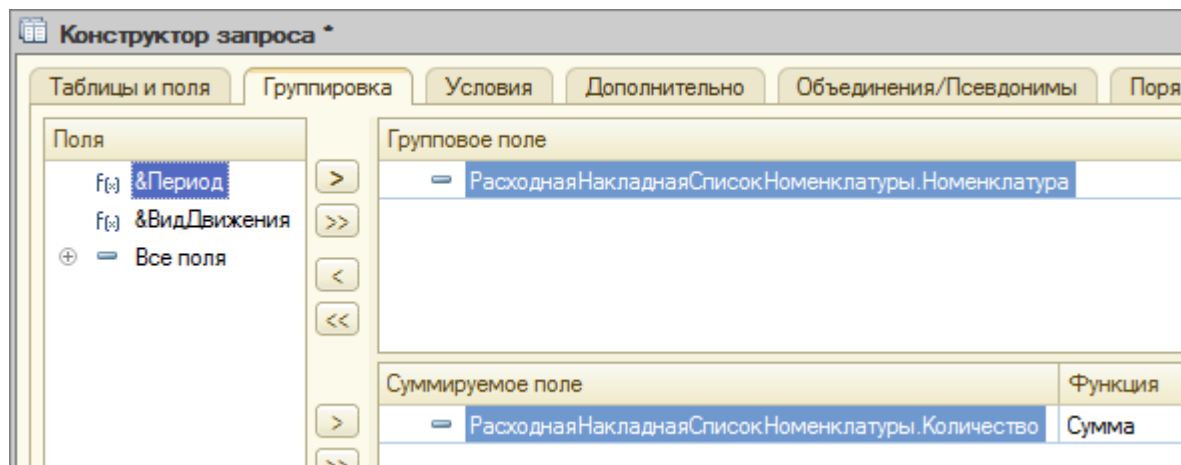 Конструктор запроса *
Таблицы и поля Группировка Условия Дополнительно Объединения/Псевдонимы Поря
Поля Групповое поле
&Период > РасходнаяНакладнаяСписокНоменклатуры.Номенклатура
&ВидДвижения >>
Все поля
<
<<
Суммируемое поле Функция
> РасходнаяНакладнаяСписокНоменклатуры.Количество Сумма
>>